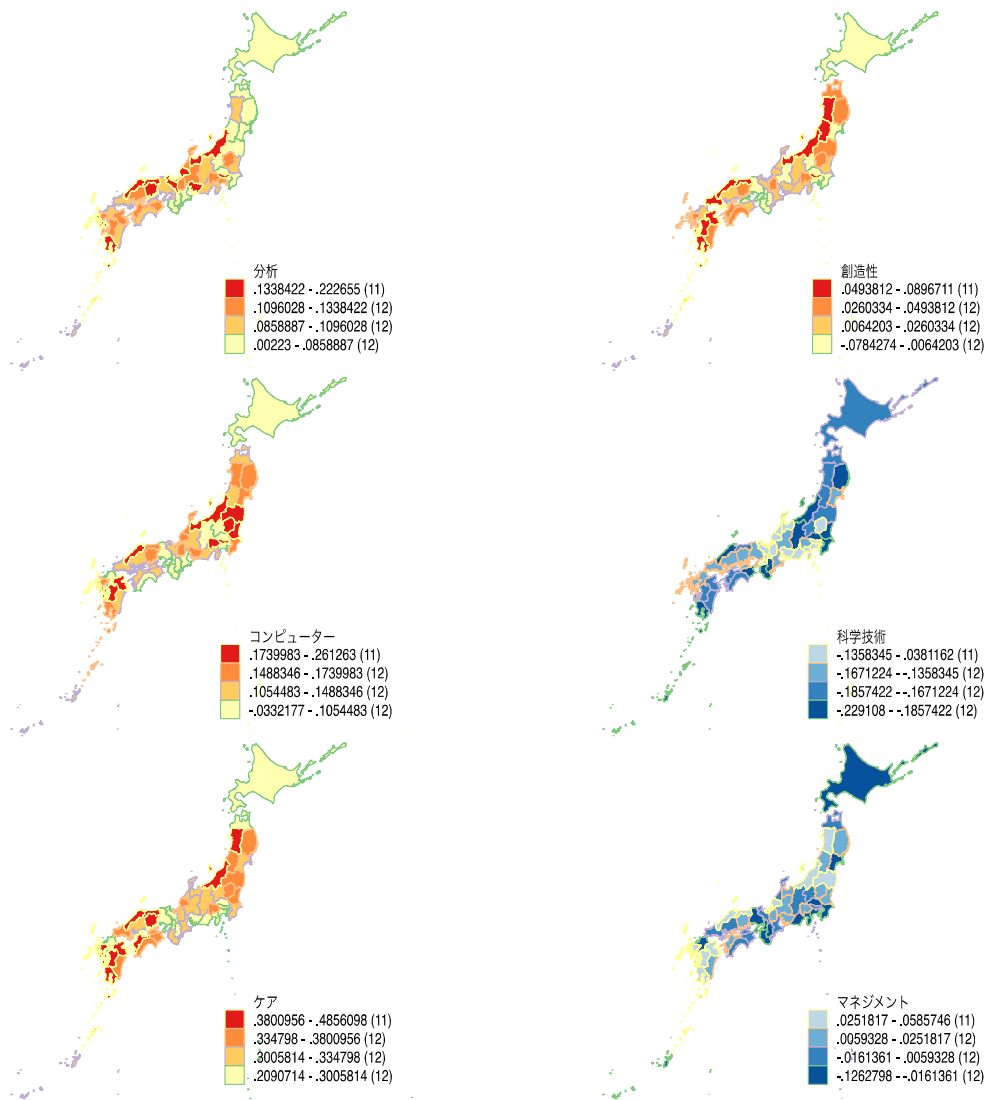 分析
.1338422 - .222655 (11)
.1096028 - .1338422 (12)
.0858887 - .1096028 (12)
.00223 - .0858887 (12)
創造性
.0493812 - .0896711 (11)
.0260334 - .0493812 (12)
.0064203 - .0260334 (12)
-.0784274 - .0064203 (12)
コンピューター
.1739983 - .261263 (11)
.1488346 - .1739983 (12)
.1054483 - .1488346 (12)
-.0332177 - .1054483 (12)
科学技術
-.1358345 - -.0381162 (11)
-.1671224 - -.1358345 (12)
-.1857422 - -.1671224 (12)
-.229108 - -.1857422 (12)
ケア
.3800956 - .4856098 (11)
.334798 - .3800956 (12)
.3005814 - .334798 (12)
.2090714 - .3005814 (12)
マネジメント
.0251817 - .0585746 (11)
.0059328 - .0251817 (12)
-.0161361 - .0059328 (12)
-.1262798 - -.0161361 (12)